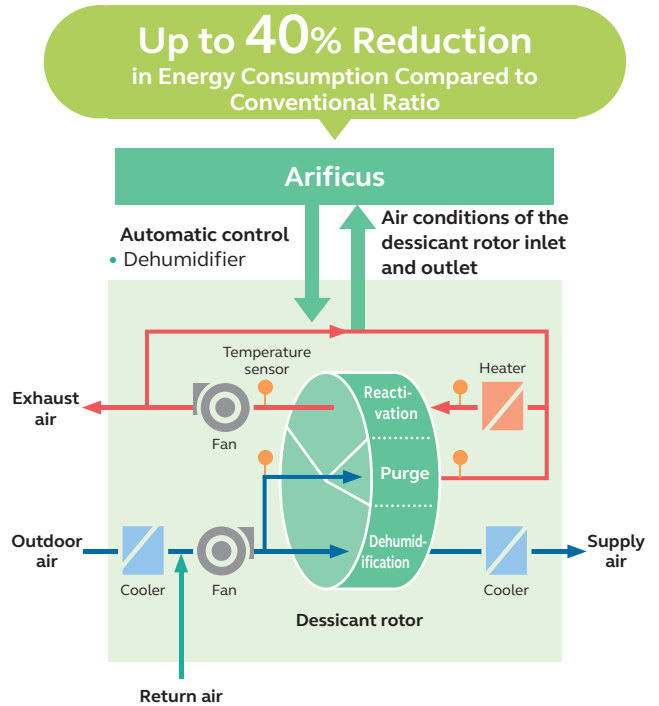 Up to 40% Reduction
in Energy Consumption Compared to
Conventional Ratio
Arificus
Automatic control
• Dehumidifier
Air conditions of the
dessicant rotor inlet
and outlet
Temperature
sensor
Heater
Exhaust
air
Fan
Reacti-
vation
Purge
Outdoor
air
Cooler
Fan
Dehumid-
ification
Cooler
Supply
air
Dessicant rotor
Return air